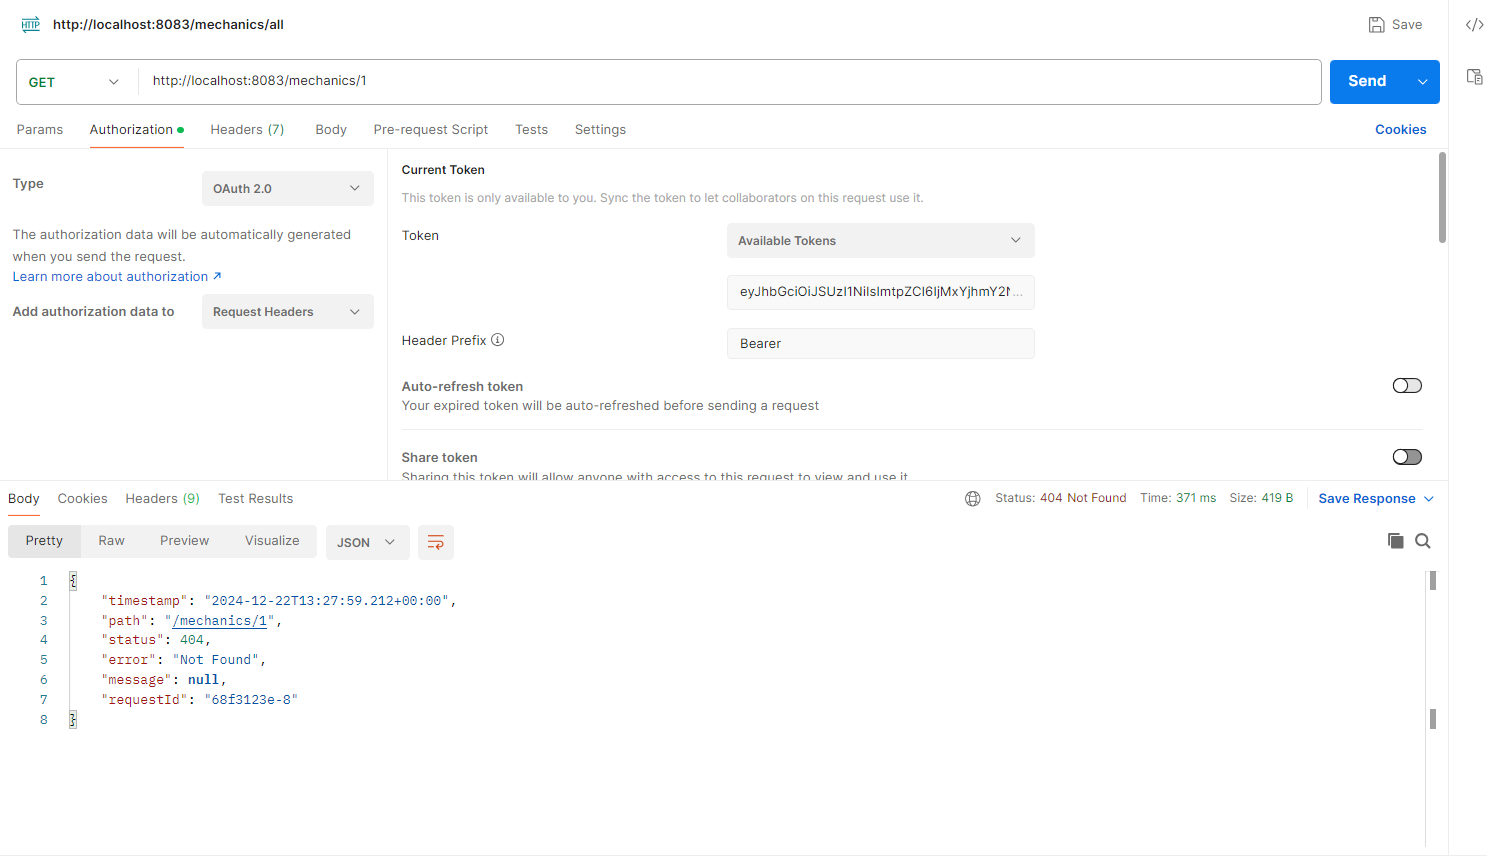 HTTP http://localhost:8083/mechanics/all
Save
GET http://localhost:8083/mechanics/1
Send
Params Authorization Headers (7) Body Pre-request Script Tests Settings
Cookies
Type
OAuth 2.0
The authorization data will be automatically generated
when you send the request.
Learn more about authorization ↗
Add authorization data to
Request Headers
Current Token
This token is only available to you. Sync the token to let collaborators on this request use it.
Token
Available Tokens
eyJhbGciOiJSUzI1NiIsImtpZCI6IjMxYjhmY2N...
Header Prefix
Bearer
Auto-refresh token
Your expired token will be auto-refreshed before sending a request
Share token
Sharing this token will allow anyone with access to this request to view and use it
Body Cookies Headers (9) Test Results
Status: 404 Not Found Time: 371 ms Size: 419 B
Save Response
Pretty Raw Preview Visualize
JSON
1 {
2 "timestamp": "2024-12-22T13:27:59.212+00:00",
3 "path": "/mechanics/1",
4 "status": 404,
5 "error": "Not Found",
6 "message": null,
7 "requestId": "68f3123e-8"
8 }